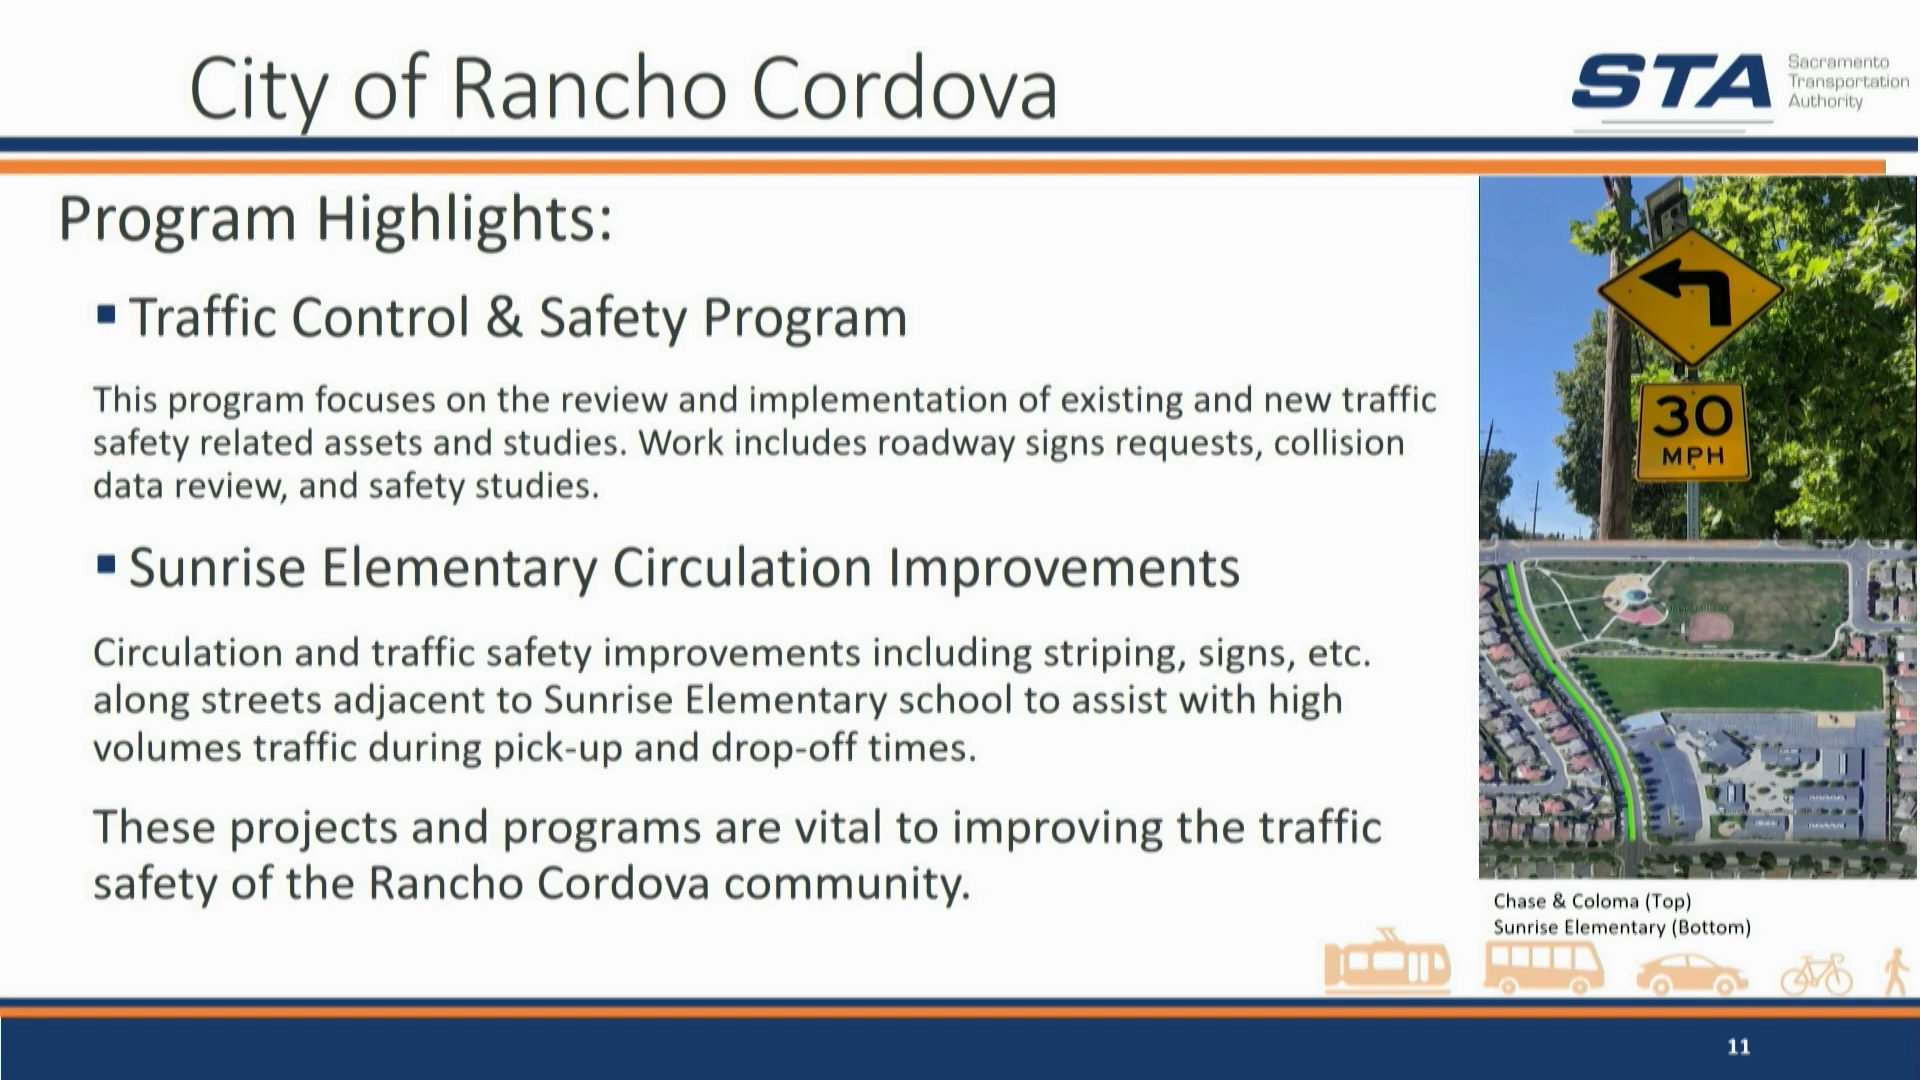 City of Rancho Cordova
STA
Sacramento
Transportation
Authority
Program Highlights:
Traffic Control & Safety Program
This program focuses on the review and implementation of existing and new traffic
safety related assets and studies. Work includes roadway signs requests, collision
data review, and safety studies.
Sunrise Elementary Circulation Improvements
Circulation and traffic safety improvements including striping, signs, etc.
along streets adjacent to Sunrise Elementary school to assist with high
volumes traffic during pick-up and drop-off times.
These projects and programs are vital to improving the traffic
safety of the Rancho Cordova community.
30
MPH
Chase & Coloma (Top)
Sunrise Elementary (Bottom)
11